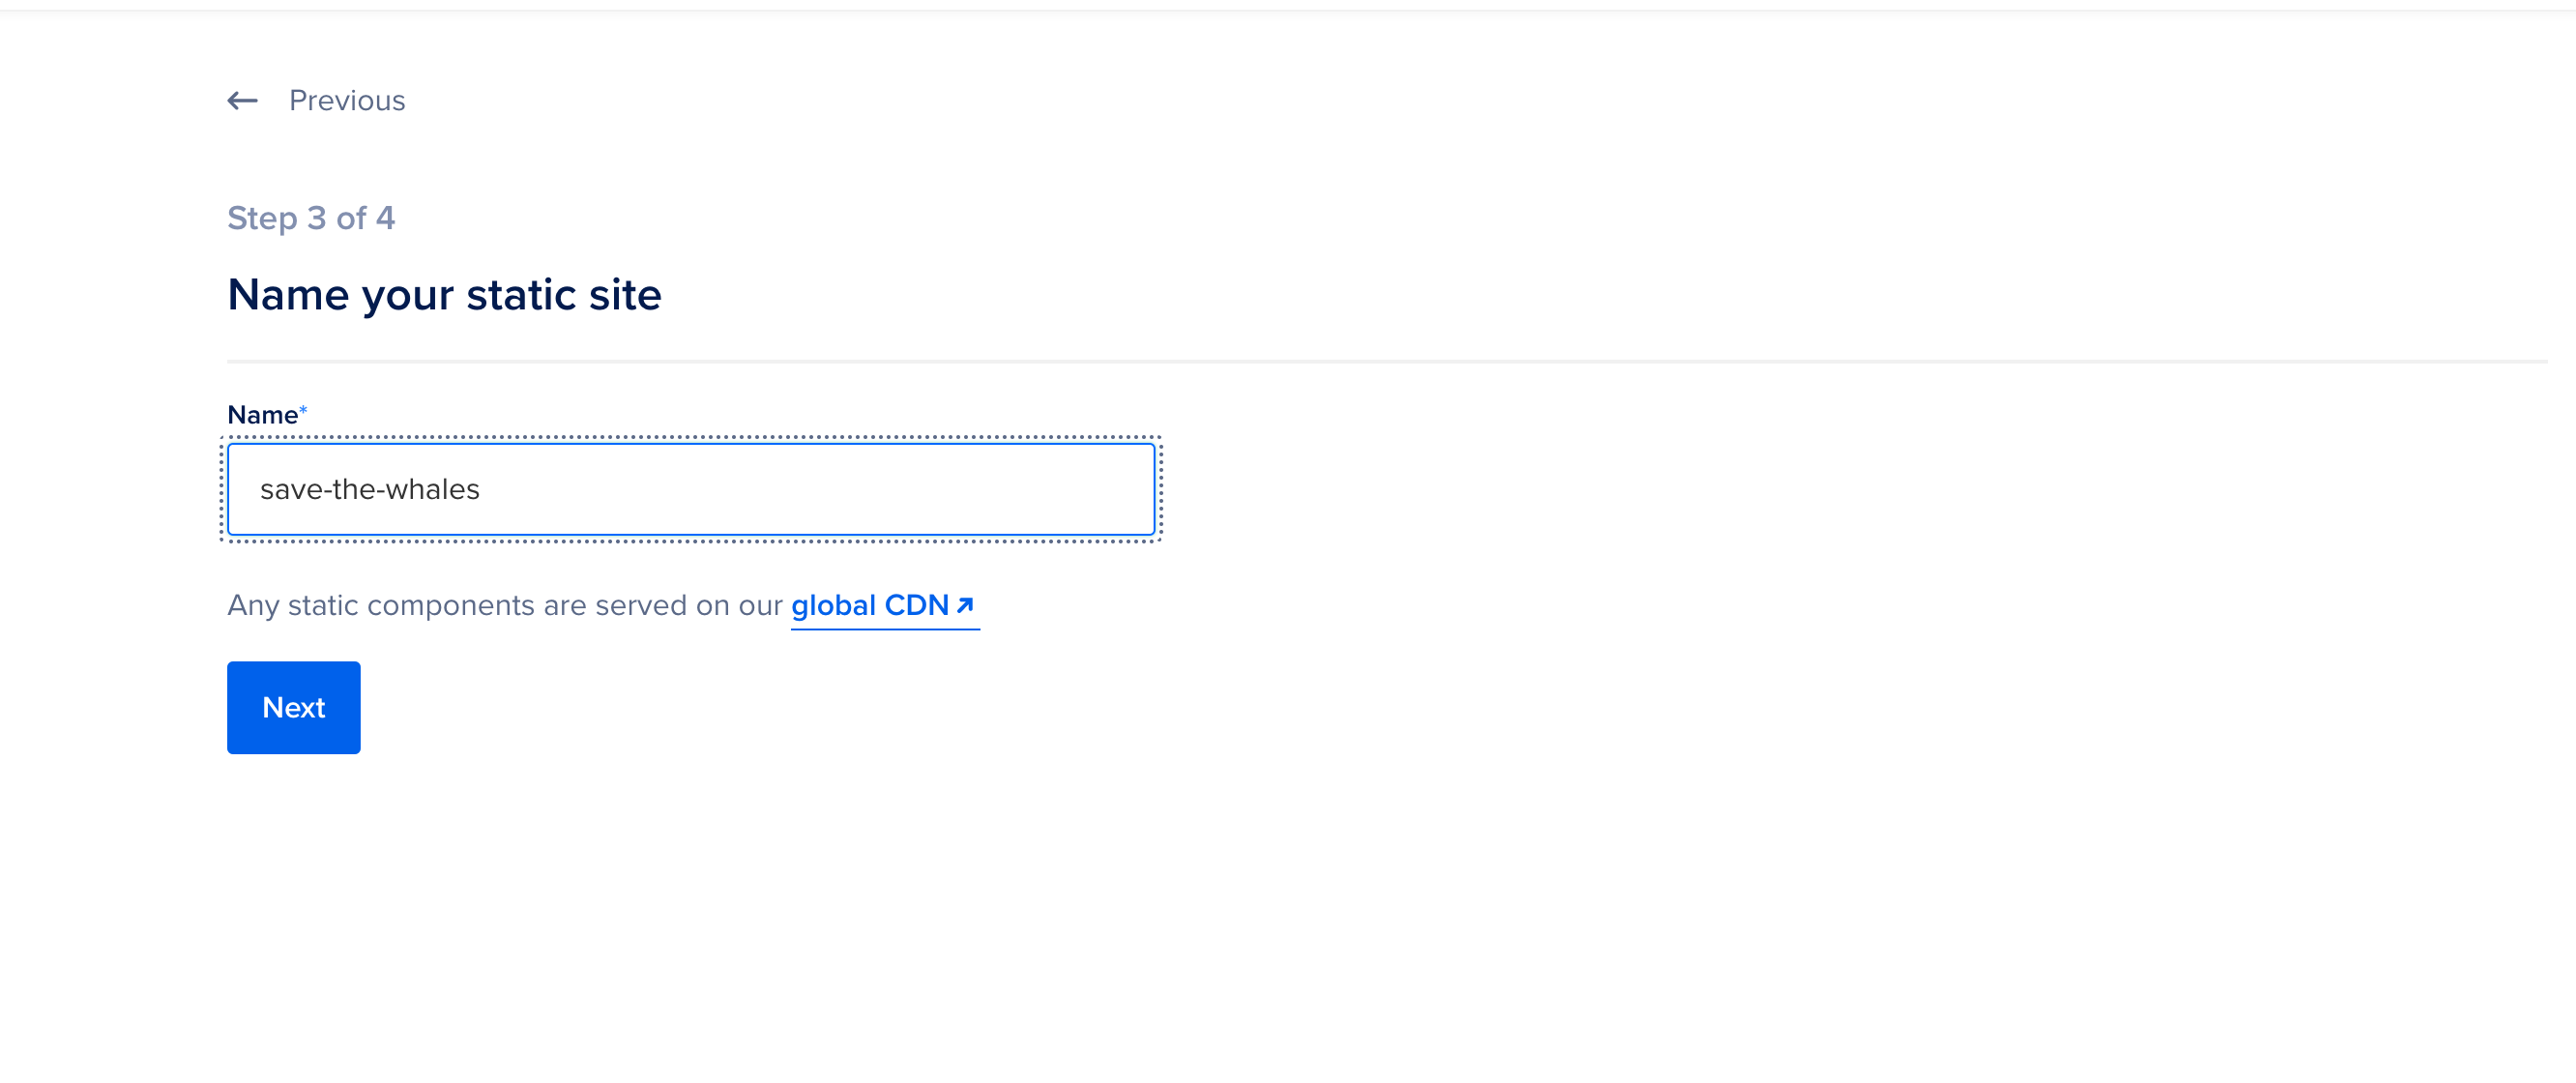 Previous
Step 3 of 4
Name your static site
Name*
save-the-whales
Any static components are served on our global CDN
Next